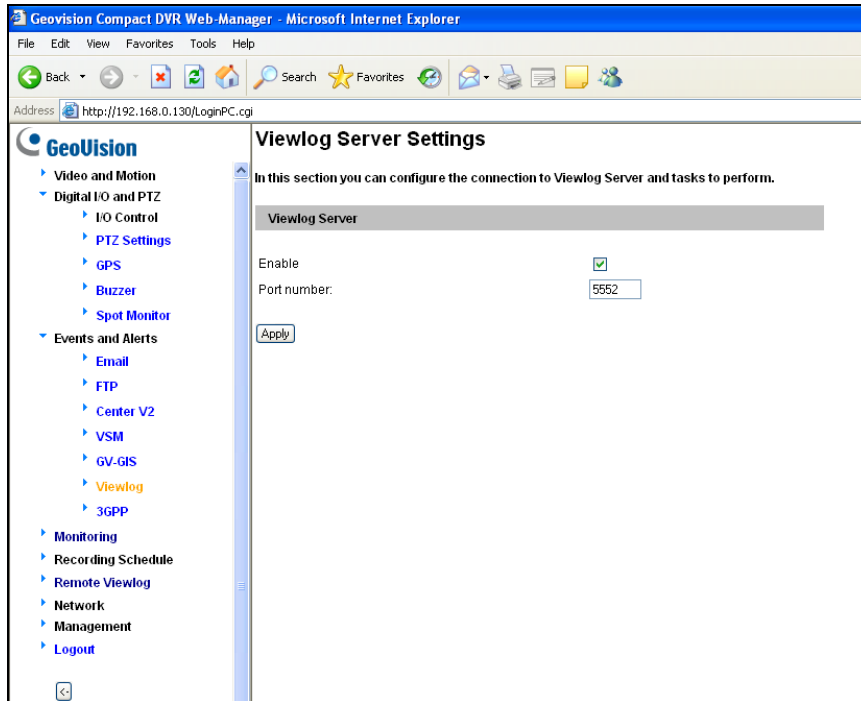 Geovision Compact DVR Web-Manager - Microsoft Internet Explorer
File Edit View Favorites Tools Help
Back Search Favorites
Address http://192.168.0.130/LoginPC.cgi
GeoVision
Video and Motion
Digital I/O and PTZ
I/O Control
PTZ Settings
GPS
Buzzer
Spot Monitor
Events and Alerts
Email
FTP
Center V2
VSM
GV-GIS
Viewlog
3GPP
Monitoring
Recording Schedule
Remote Viewlog
Network
Management
Logout
<-
Viewlog Server Settings
In this section you can configure the connection to Viewlog Server and tasks to perform.
Viewlog Server
Enable
Port number: 5552
Apply